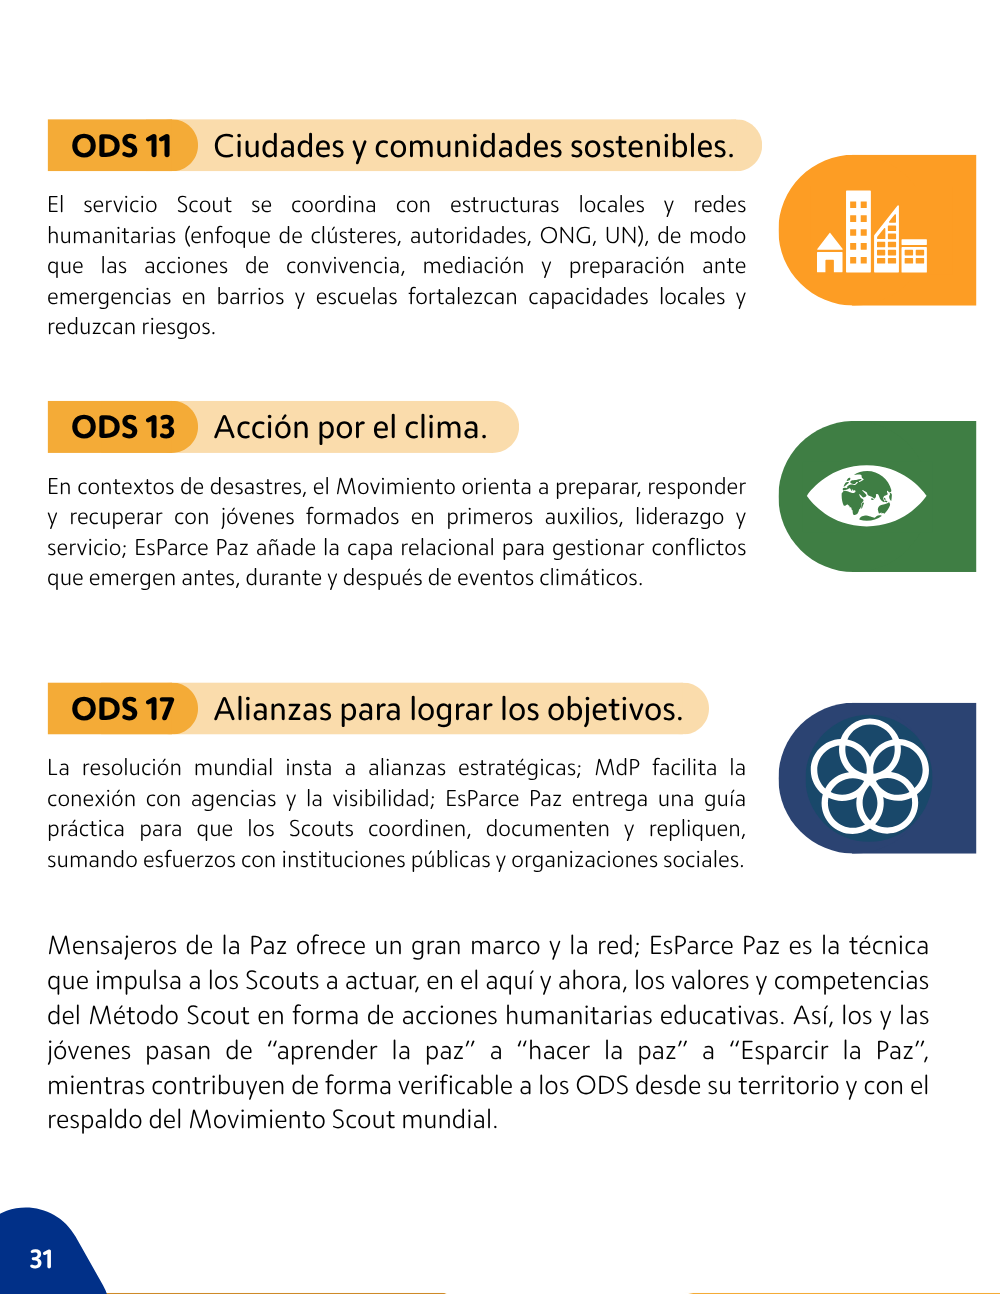 ODS 11 Ciudades y comunidades sostenibles.
El servicio Scout se coordina con estructuras locales y redes
humanitarias (enfoque de clústeres, autoridades, ONG, UN), de modo
que las acciones de convivencia, mediación y preparación ante
emergencias en barrios y escuelas fortalezcan capacidades locales y
reduzcan riesgos.
ODS 13 Acción por el clima.
En contextos de desastres, el Movimiento orienta a preparar, responder
y recuperar con jóvenes formados en primeros auxilios, liderazgo y
servicio; EsParce Paz añade la capa relacional para gestionar conflictos
que emergen antes, durante y después de eventos climáticos.
ODS 17 Alianzas para lograr los objetivos.
La resolución mundial insta a alianzas estratégicas; MdP facilita la
conexión con agencias y la visibilidad; EsParce Paz entrega una guía
práctica para que los Scouts coordinen, documenten y repliquen,
sumando esfuerzos con instituciones públicas y organizaciones sociales.
Mensajeros de la Paz ofrece un gran marco y la red; EsParce Paz es la técnica
que impulsa a los Scouts a actuar, en el aquí y ahora, los valores y competencias
del Método Scout en forma de acciones humanitarias educativas. Así, los y las
jóvenes pasan de “aprender la paz” a “hacer la paz” a “Esparcir la Paz”,
mientras contribuyen de forma verificable a los ODS desde su territorio y con el
respaldo del Movimiento Scout mundial.
31